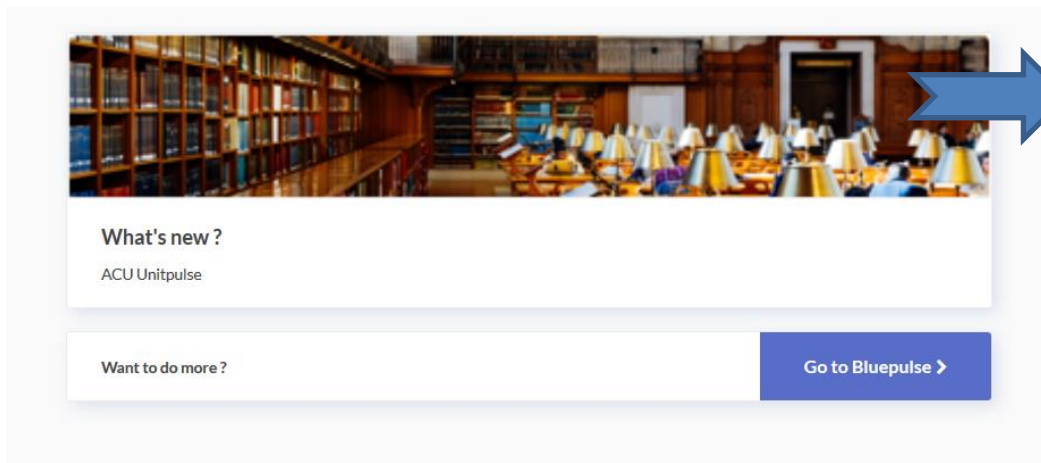 What's new ?
ACU Unitpulse
Want to do more ?
Go to Bluepulse